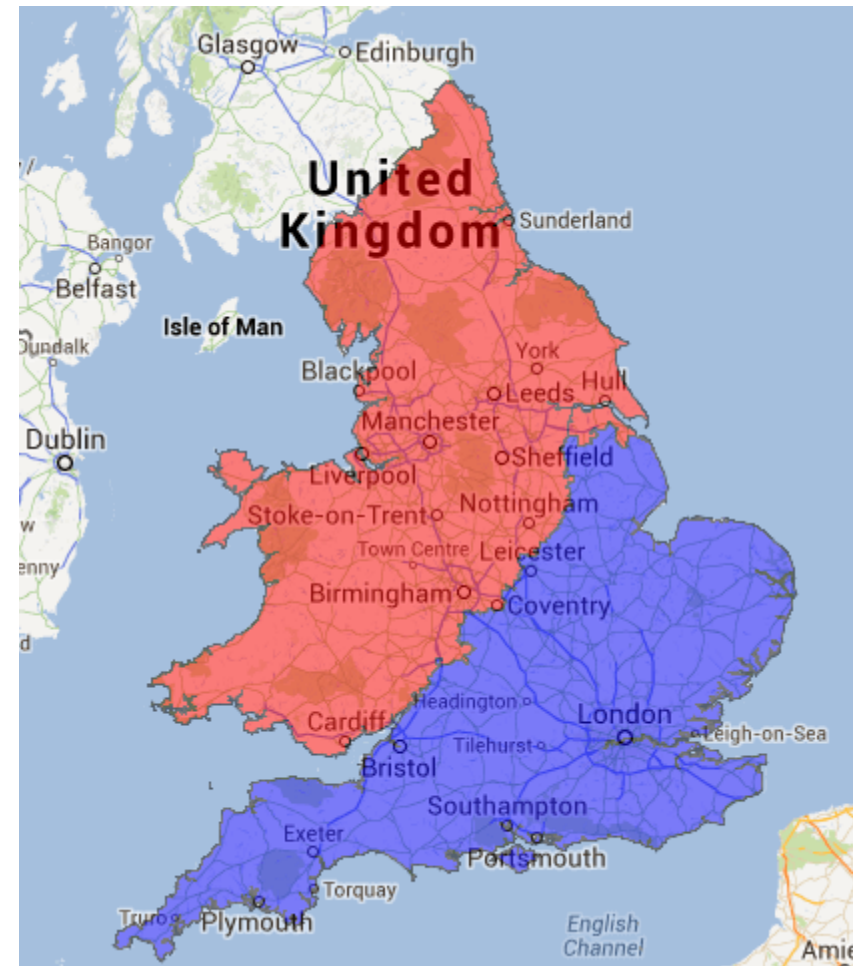 Glasgow
Edinburgh
United
Kingdom
Sunderland
Bangor
Belfast
Isle of Man
Dundalk
York
Blackpool
Leeds
Hull
Manchester
Dublin
Sheffield
Liverpool
Nottingham
Stoke-on-Trent
w
Town Centre
Leicester
enny
Birmingham
Coventry
d
Headington
London
Cardiff
Leigh-on-Sea
Tilehurst
Bristol
Southampton
Exeter
Portsmouth
Torquay
Truro
Plymouth
English
Channel
Amie